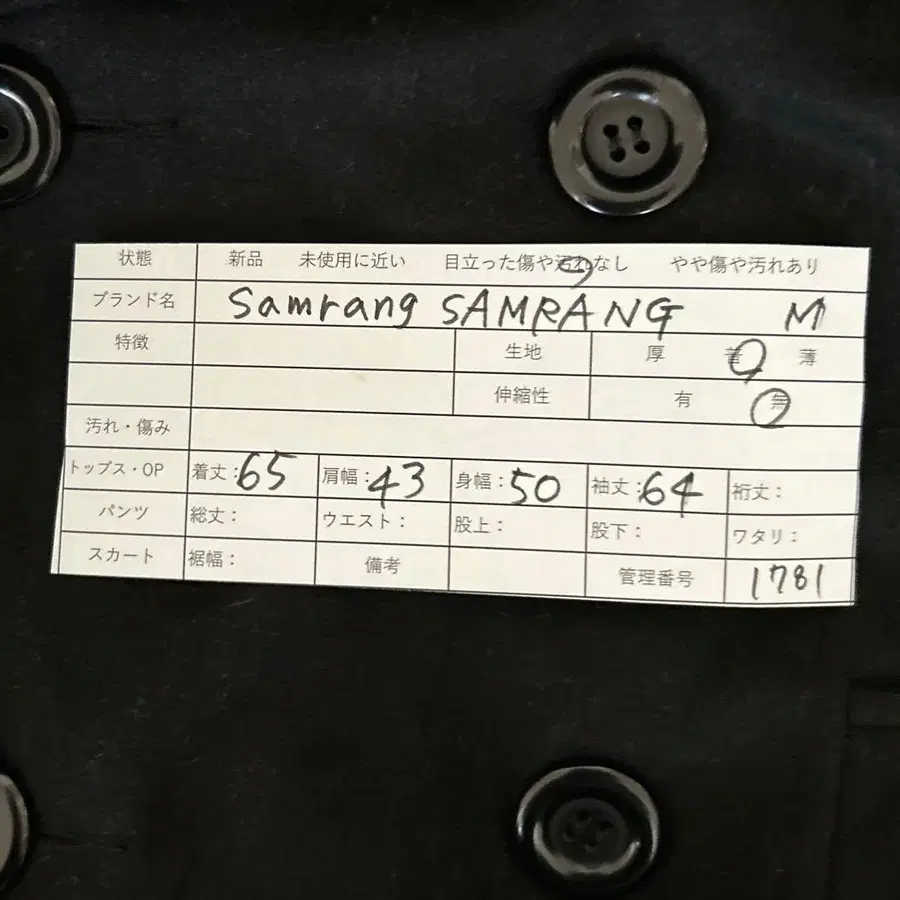 状態 新品 未使用に近い 目立った傷や汚れなし やや傷や汚れあり
ブランド名 Samrang SAMRANG M
特徴 生地 厚 普 薄
伸縮性 有 無
汚れ・傷み
トップス・OP 着丈：65 肩幅：43 身幅：50 袖丈：64 裄丈：
パンツ 総丈： ウエスト： 股上： 股下： ワタリ：
スカート 裾幅： 備考 管理番号 1781